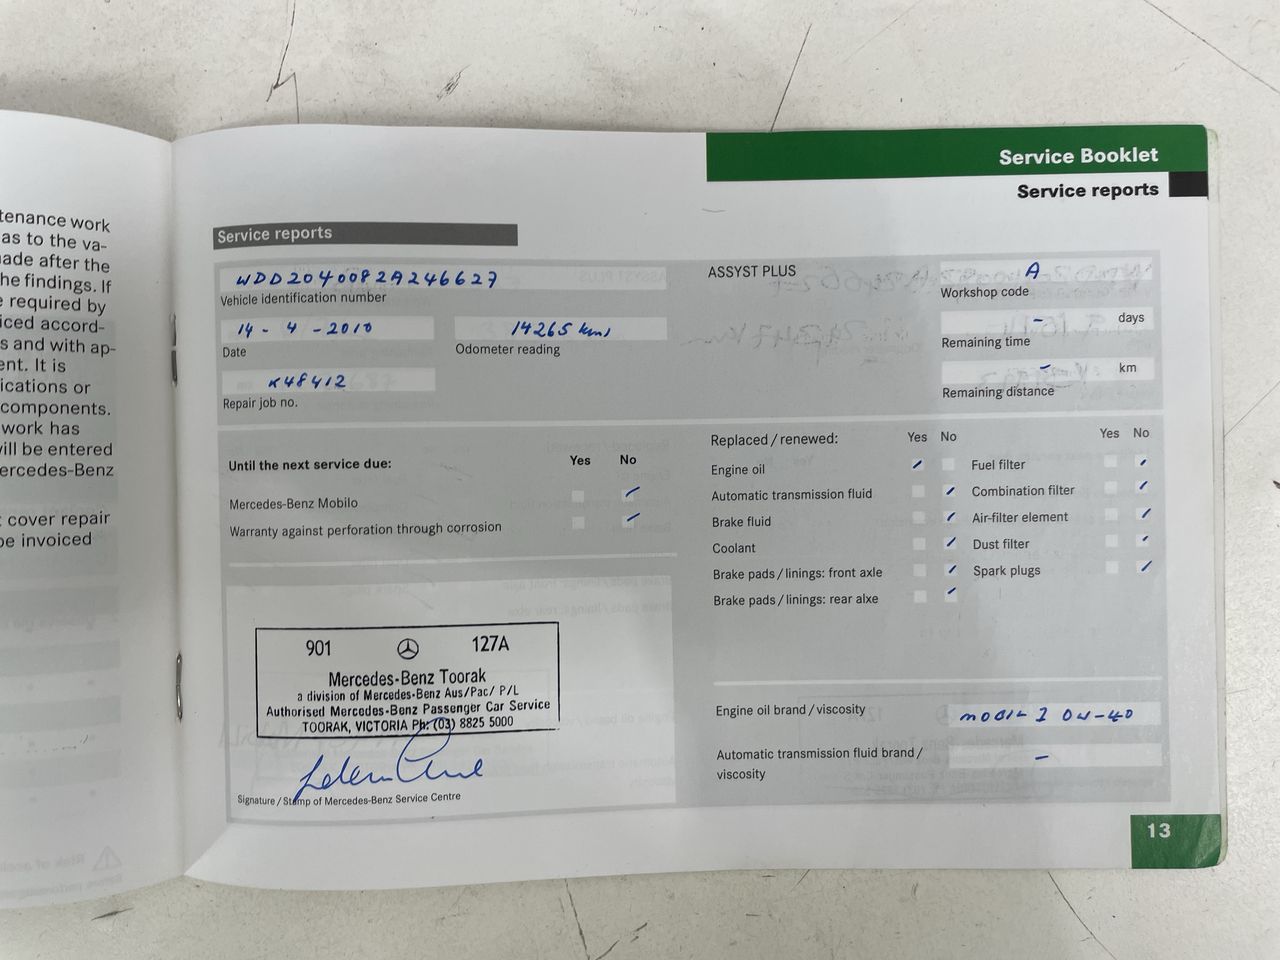 tenance work
as to the va-
ade after the
he findings. If
e required by
iced accord-
s and with ap-
ent. It is
ications or
components.
work has
vill be entered
ercedes-Benz
t cover repair
be invoiced
Service Booklet
Service reports
Service reports
WDD2040082A246627
Vehicle identification number
14 - 4 - 2010
Date
14265 kms
Odometer reading
K48412
Repair job no.
ASSYST PLUS
A
Workshop code
- days
Remaining time
- km
Remaining distance
Until the next service due: Yes No
Mercedes-Benz Mobilo
Warranty against perforation through corrosion
901 127A
Mercedes-Benz Toorak
a division of Mercedes-Benz Aus/Pac/ P/L
Authorised Mercedes-Benz Passenger Car Service
TOORAK, VICTORIA Ph: (03) 8825 5000
Signature / Stamp of Mercedes-Benz Service Centre
Replaced / renewed: Yes No Yes No
Engine oil Fuel filter
Automatic transmission fluid Combination filter
Brake fluid Air-filter element
Coolant Dust filter
Brake pads / linings: front axle Spark plugs
Brake pads / linings: rear alxe
Engine oil brand / viscosity
MOBIL 1 0W-40
Automatic transmission fluid brand /
viscosity
-
13